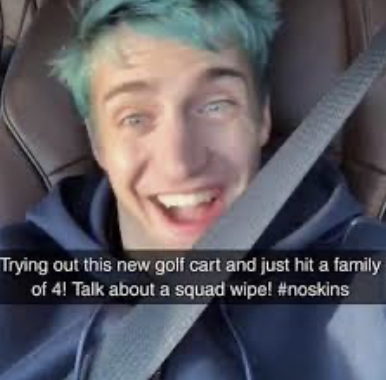 Trying out this new golf cart and just hit a family
of 4! Talk about a squad wipe! #noskins